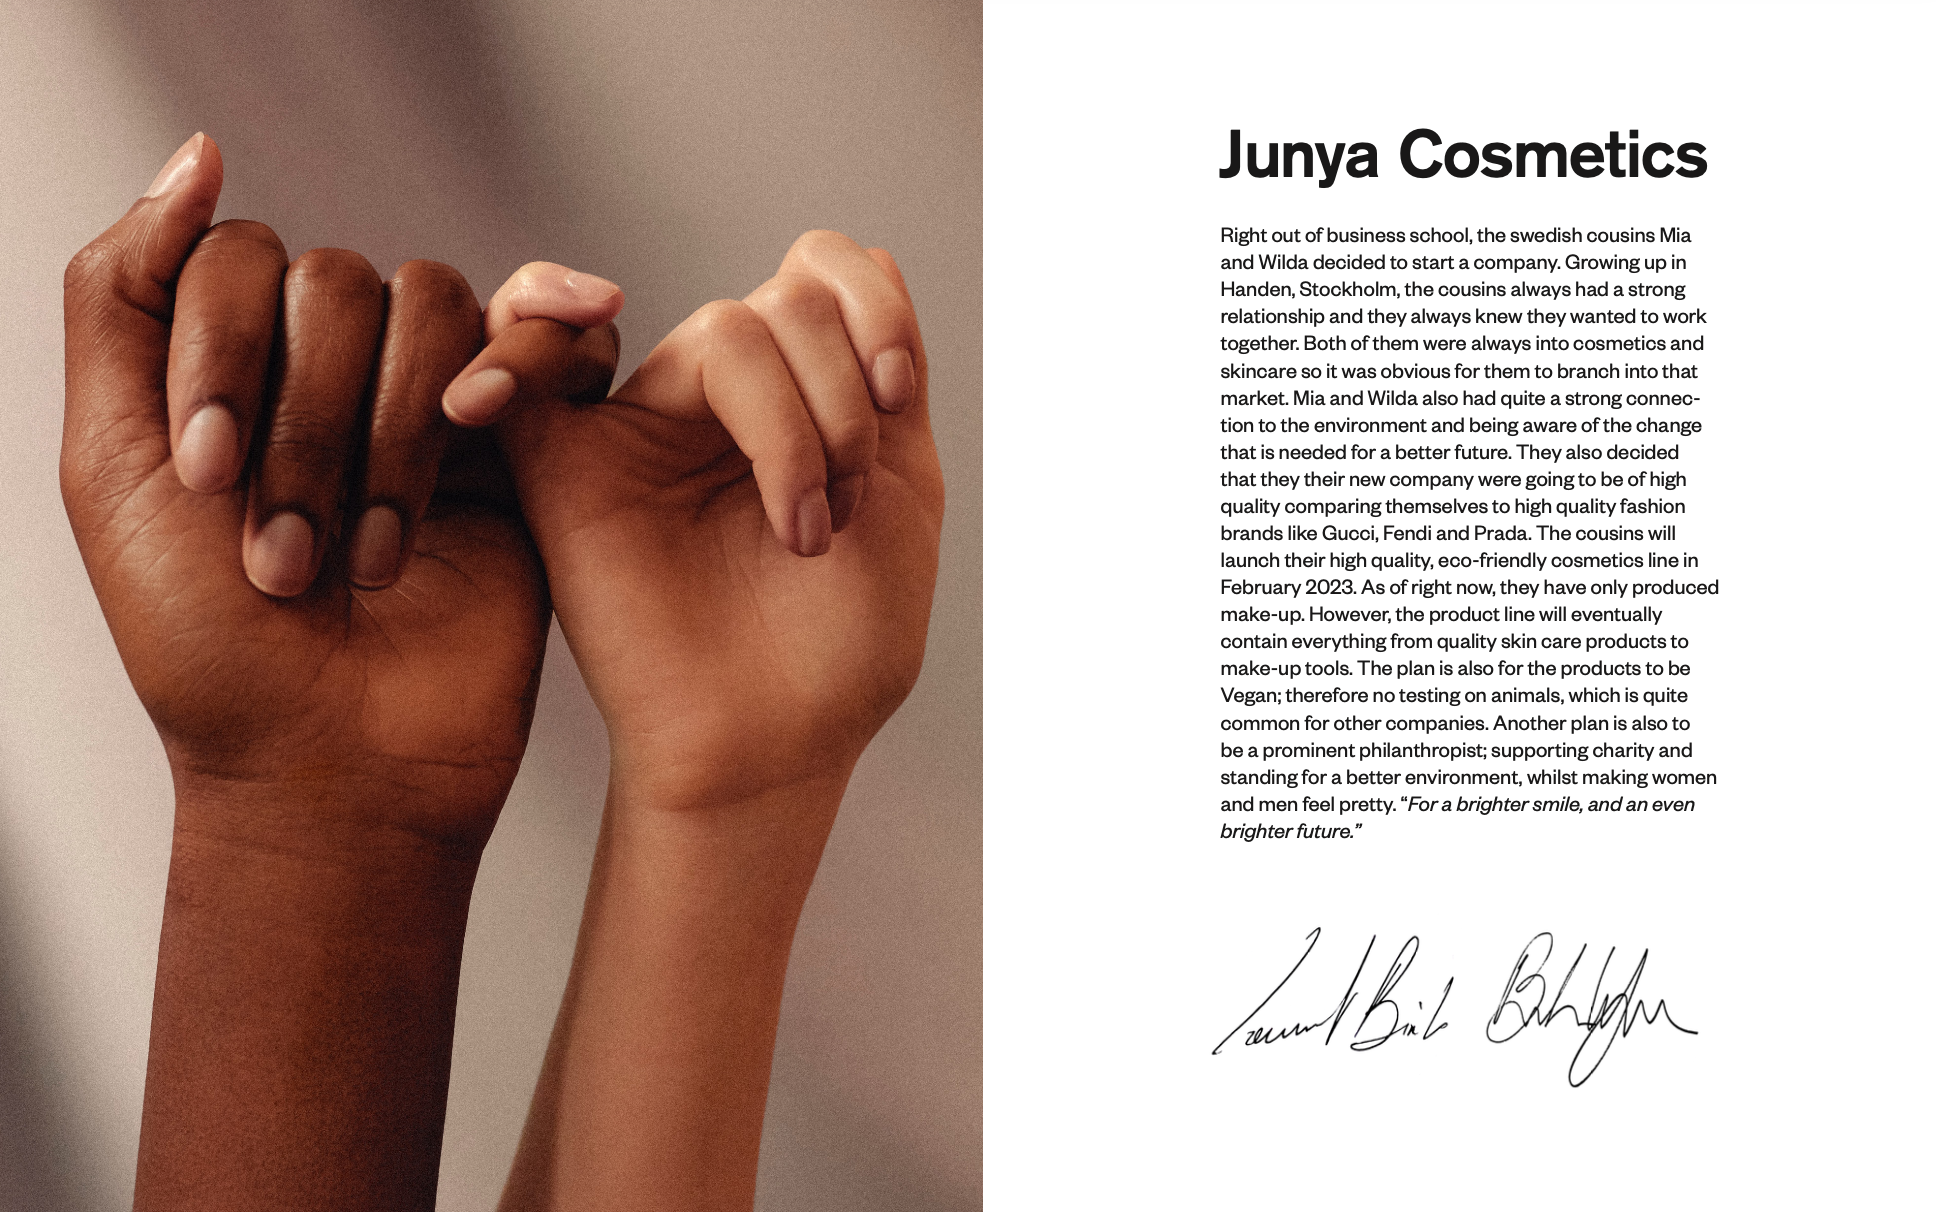 Junya Cosmetics
Right out of business school, the swedish cousins Mia
and Wilda decided to start a company. Growing up in
Handen, Stockholm, the cousins always had a strong
relationship and they always knew they wanted to work
together. Both of them were always into cosmetics and
skincare so it was obvious for them to branch into that
market. Mia and Wilda also had quite a strong connec-
tion to the environment and being aware of the change
that is needed for a better future. They also decided
that they their new company were going to be of high
quality comparing themselves to high quality fashion
brands like Gucci, Fendi and Prada. The cousins will
launch their high quality, eco-friendly cosmetics line in
February 2023. As of right now, they have only produced
make-up. However, the product line will eventually
contain everything from quality skin care products to
make-up tools. The plan is also for the products to be
Vegan; therefore no testing on animals, which is quite
common for other companies. Another plan is also to
be a prominent philanthropist; supporting charity and
standing for a better environment, whilst making women
and men feel pretty. “For a brighter smile, and an even
brighter future.”